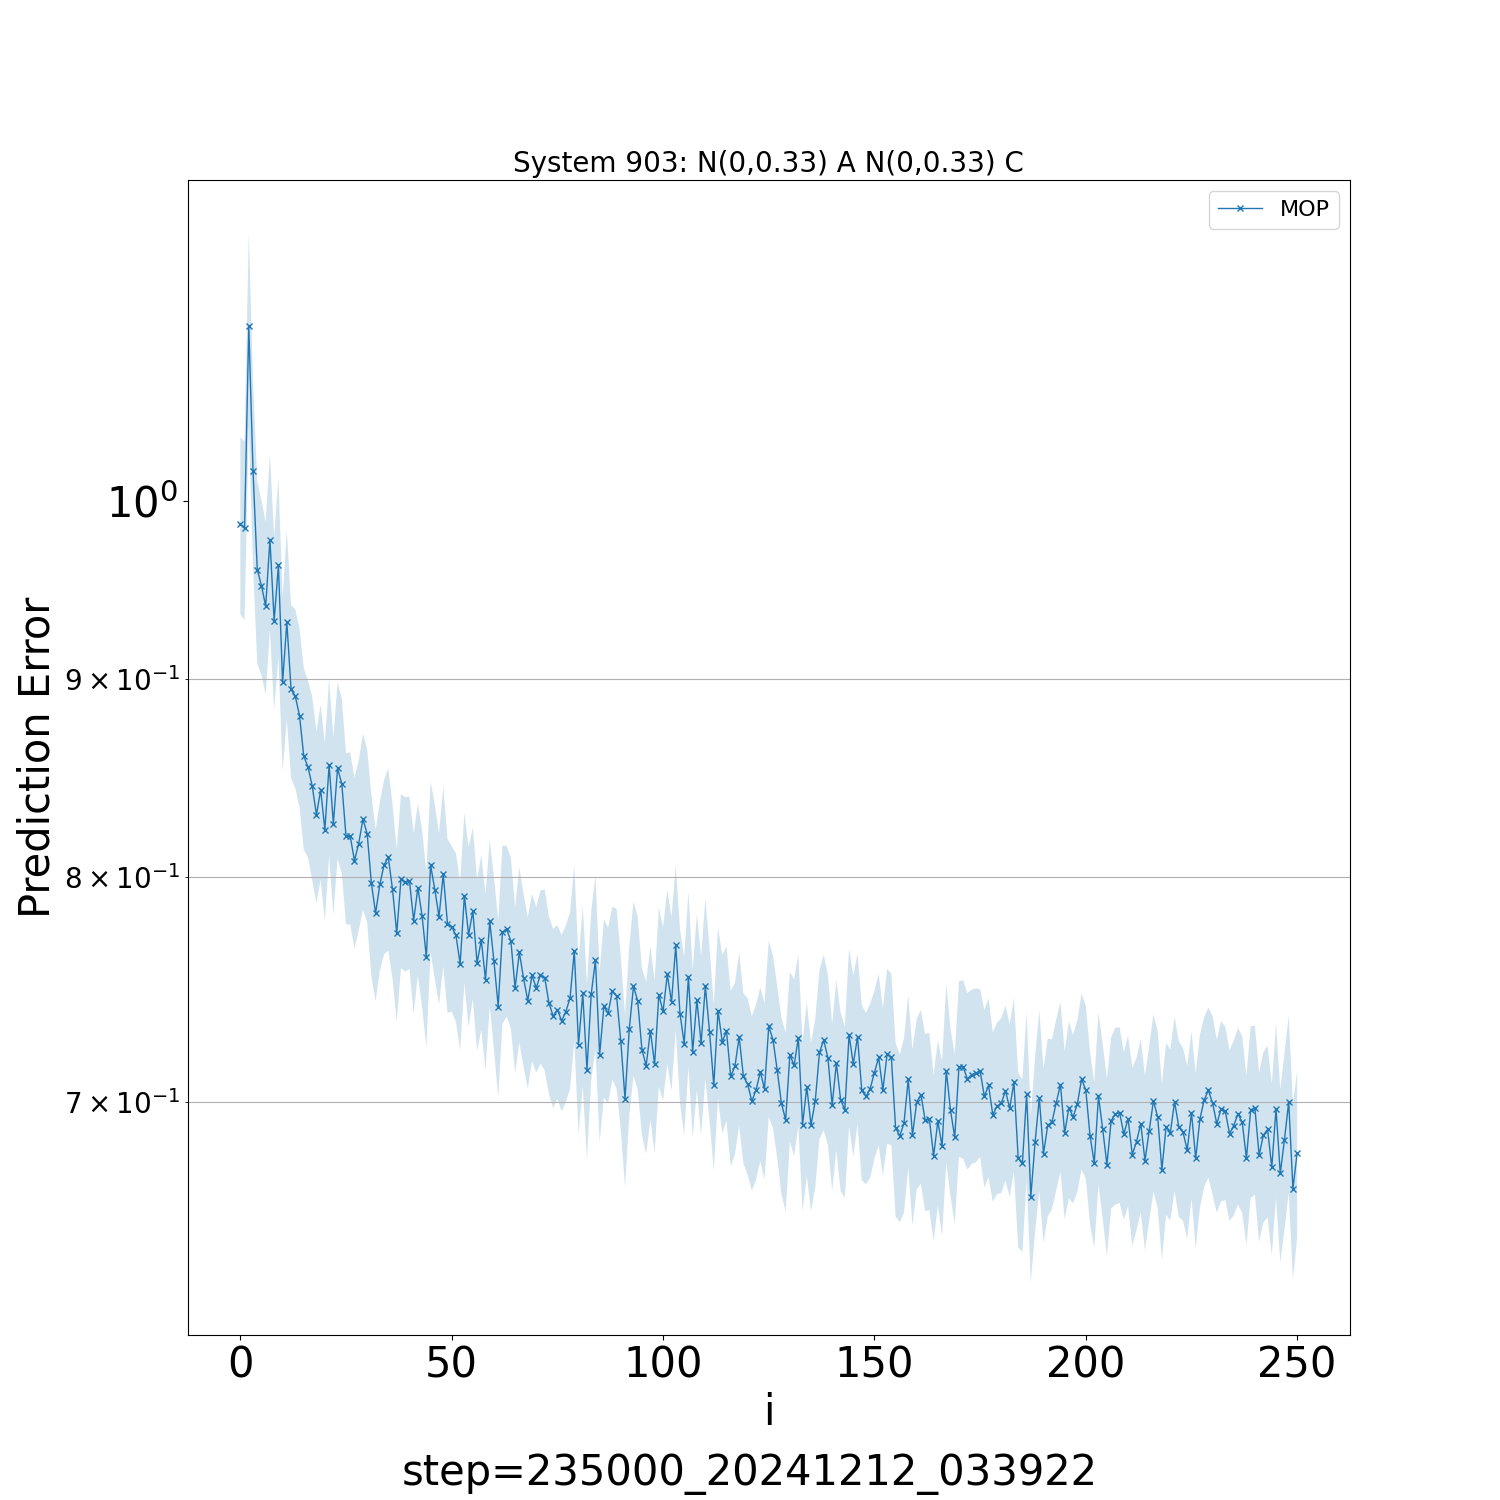 System 903: N(0,0.33) A N(0,0.33) C
MOP
10⁰
9 × 10⁻¹
8 × 10⁻¹
7 × 10⁻¹
Prediction Error
0 50 100 150 200 250
i
step=235000_20241212_033922